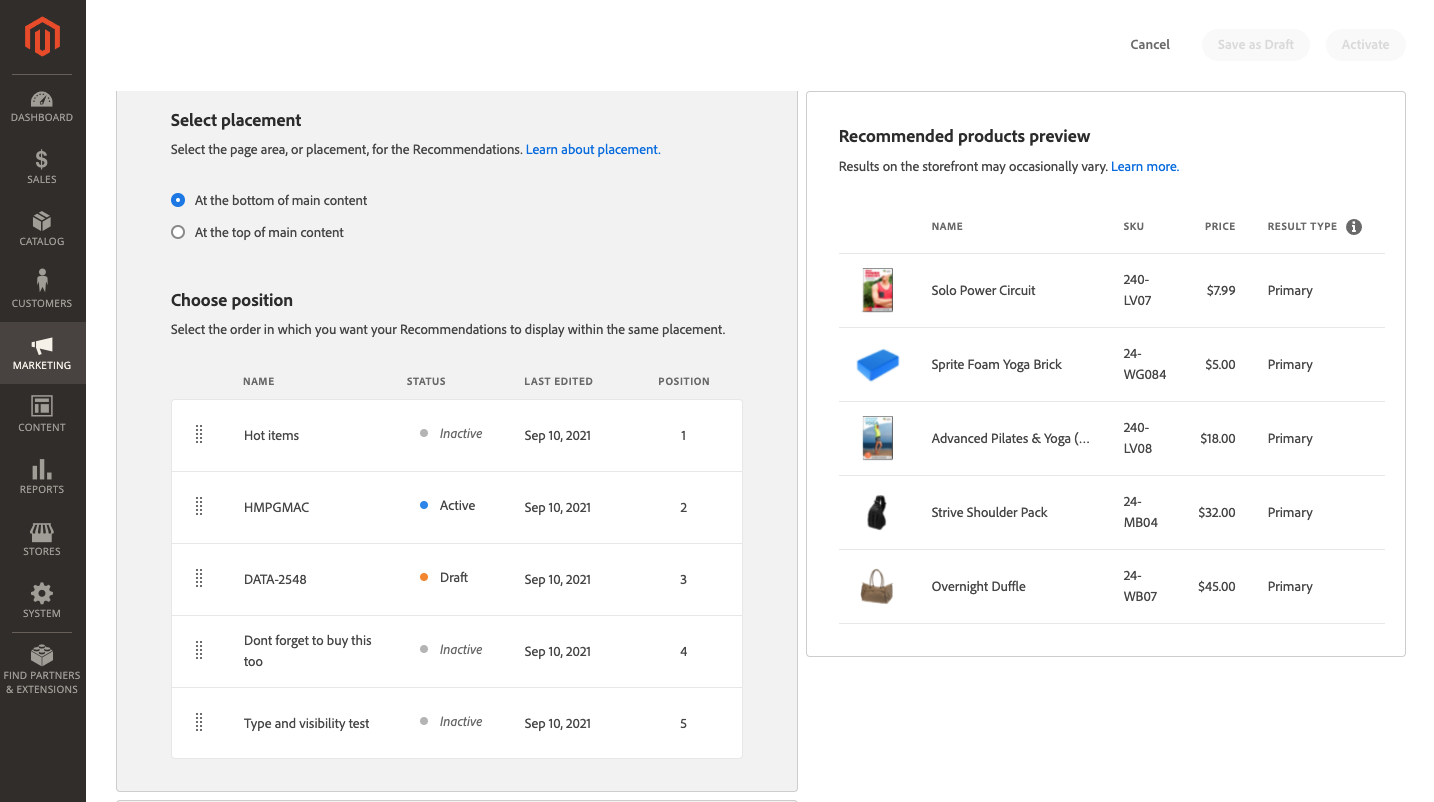 DASHBOARD
SALES
CATALOG
CUSTOMERS
MARKETING
CONTENT
REPORTS
STORES
SYSTEM
FIND PARTNERS
& EXTENSIONS
Cancel
Save as Draft
Activate
Select placement
Select the page area, or placement, for the Recommendations. Learn about placement.
At the bottom of main content
At the top of main content
Choose position
Select the order in which you want your Recommendations to display within the same placement.
NAME STATUS LAST EDITED POSITION
Hot items Inactive Sep 10, 2021 1
HMPGMAC Active Sep 10, 2021 2
DATA-2548 Draft Sep 10, 2021 3
Dont forget to buy this
too Inactive Sep 10, 2021 4
Type and visibility test Inactive Sep 10, 2021 5
Recommended products preview
Results on the storefront may occasionally vary. Learn more.
NAME SKU PRICE RESULT TYPE
Solo Power Circuit 240-
LV07 $7.99 Primary
Sprite Foam Yoga Brick 24-
WG084 $5.00 Primary
Advanced Pilates & Yoga (... 240-
LV08 $18.00 Primary
Strive Shoulder Pack 24-
MB04 $32.00 Primary
Overnight Duffle 24-
WB07 $45.00 Primary